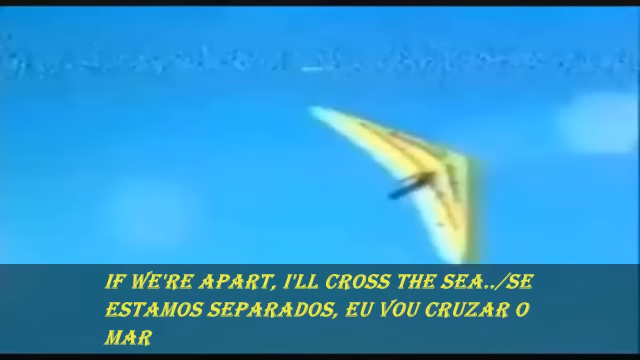 IF WE'RE APART, I'LL CROSS THE SEA../SE
ESTAMOS SEPARADOS, EU VOU CRUZAR O
MAR